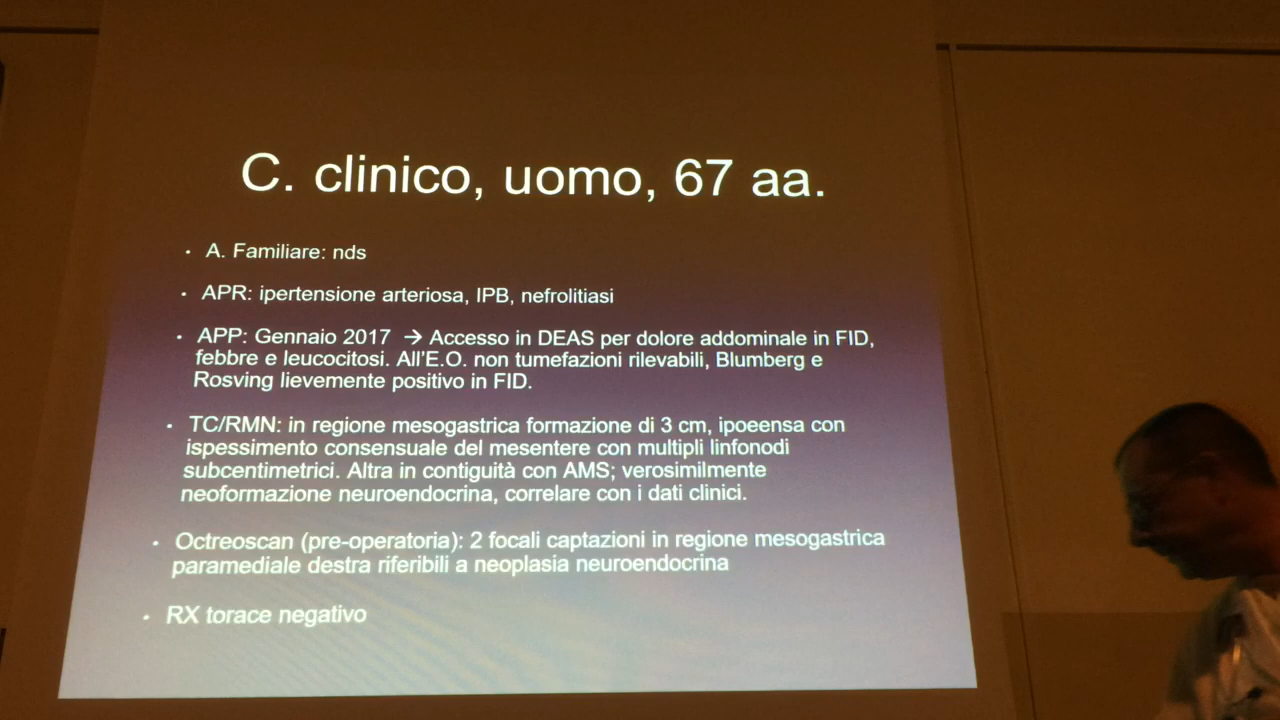 C. clinico, uomo, 67 aa.
• A. Familiare: nds
• APR: ipertensione arteriosa, IPB, nefrolitiasi
• APP: Gennaio 2017 → Accesso in DEAS per dolore addominale in FID,
febbre e leucocitosi. All'E.O. non tumefazioni rilevabili, Blumberg e
Rosving lievemente positivo in FID.
• TC/RMN: in regione mesogastrica formazione di 3 cm, ipoeensa con
ispessimento consensuale del mesentere con multipli linfonodi
subcentimetrici. Altra in contiguità con AMS; verosimilmente
neoformazione neuroendocrina, correlare con i dati clinici.
• Octreoscan (pre-operatoria): 2 focali captazioni in regione mesogastrica
paramediale destra riferibili a neoplasia neuroendocrina
• RX torace negativo